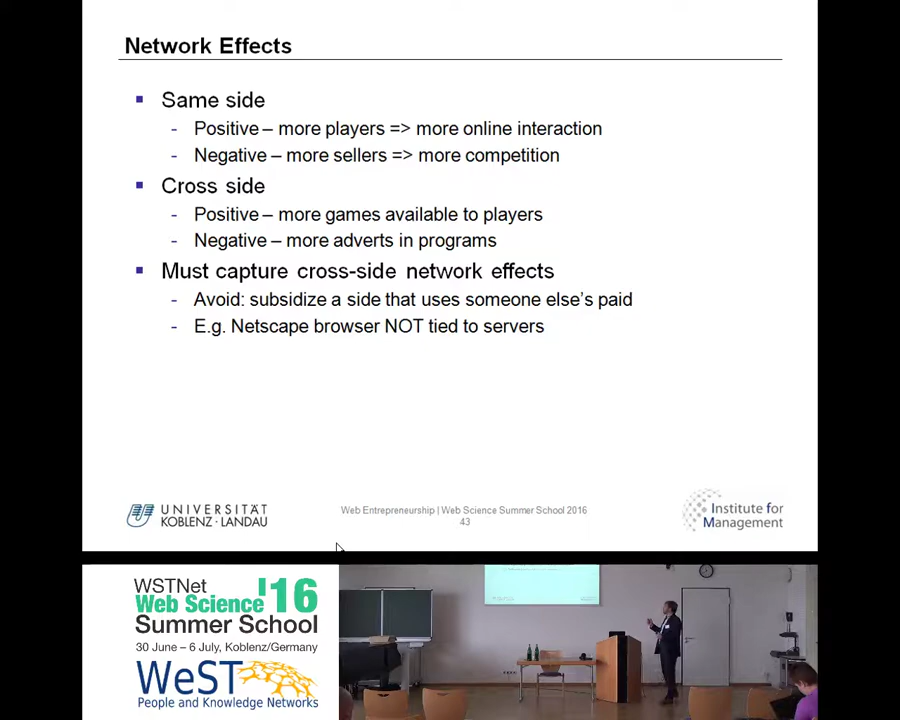 Network Effects
Same side
- Positive – more players => more online interaction
- Negative – more sellers => more competition
Cross side
- Positive – more games available to players
- Negative – more adverts in programs
Must capture cross-side network effects
- Avoid: subsidize a side that uses someone else's paid
- E.g. Netscape browser NOT tied to servers
UNIVERSITÄT
KOBLENZ · LANDAU
Web Entrepreneurship | Web Science Summer School 2016
43
Institute for
Management
WSTNet
Web Science '16
Summer School
30 June – 6 July, Koblenz/Germany
WeST
People and Knowledge Networks